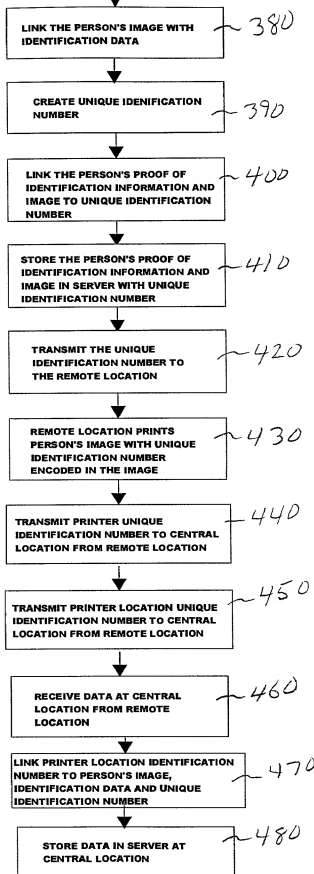 LINK THE PERSON'S IMAGE WITH
IDENTIFICATION DATA
380
CREATE UNIQUE IDENIFICATION
NUMBER
390
LINK THE PERSON'S PROOF OF
IDENTIFICATION INFORMATION AND
IMAGE TO UNIQUE IDENTIFICATION
NUMBER
400
STORE THE PERSON'S PROOF OF
IDENTIFICATION INFORMATION AND
IMAGE IN SERVER WITH UNIQUE
IDENTIFICATION NUMBER
410
TRANSMIT THE UNIQUE
IDENTIFICATION NUMBER TO
THE REMOTE LOCATION
420
REMOTE LOCATION PRINTS
PERSON'S IMAGE WITH UNIQUE
IDENTIFICATION NUMBER
ENCODED IN THE IMAGE
430
TRANSMIT PRINTER UNIQUE
IDENTIFICATION NUMBER TO CENTRAL
LOCATION FROM REMOTE LOCATION
440
TRANSMIT PRINTER LOCATION UNIQUE
IDENTIFICATION NUMBER TO CENTRAL
LOCATION FROM REMOTE LOCATION
450
RECEIVE DATA AT CENTRAL
LOCATION FROM REMOTE
LOCATION
460
LINK PRINTER LOCATION IDENTIFICATION
NUMBER TO PERSON'S IMAGE,
IDENTIFICATION DATA AND UNIQUE
IDENTIFICATION NUMBER
470
STORE DATA IN SERVER AT
CENTRAL LOCATION
480